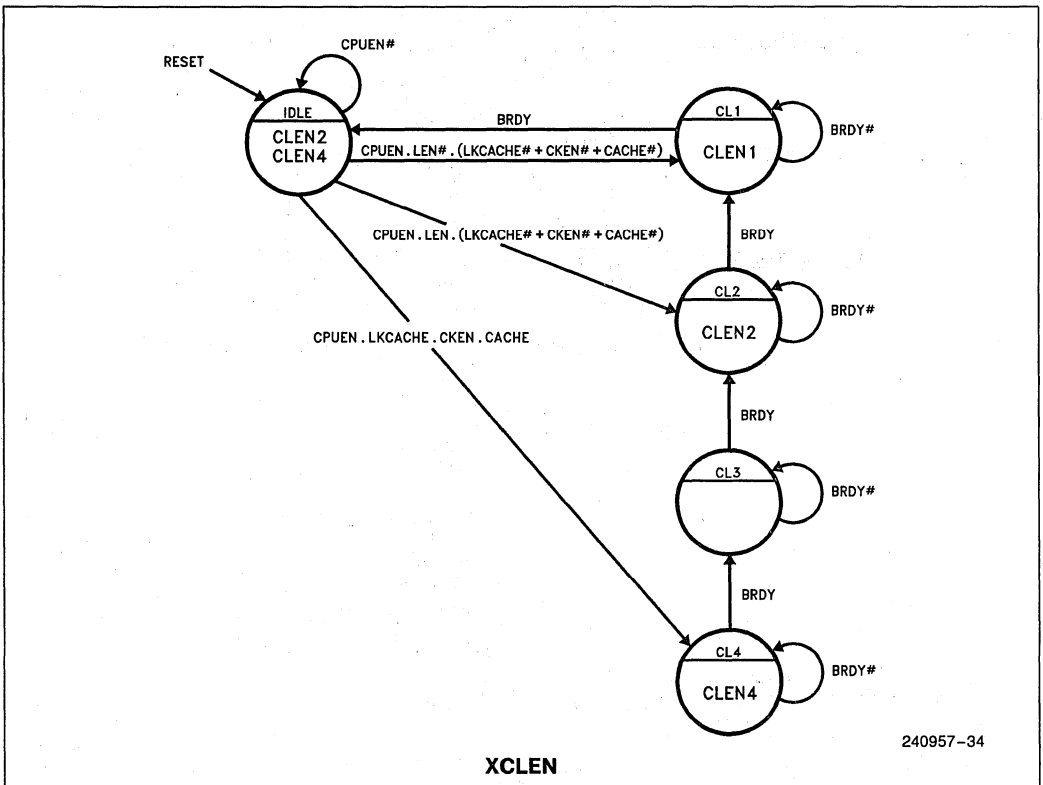 CPUEN#
RESET
IDLE
CLEN2
CLEN4
BRDY
CPUEN.LEN#.(LKCACHE# + CKEN# + CACHE#)
CL1
CLEN1
BRDY#
BRDY
CPUEN.LEN.(LKCACHE# + CKEN# + CACHE#)
CL2
CLEN2
BRDY#
CPUEN.LKCACHE.CKEN.CACHE
BRDY
CL3
BRDY#
BRDY
CL4
CLEN4
BRDY#
240957-34
XCLEN